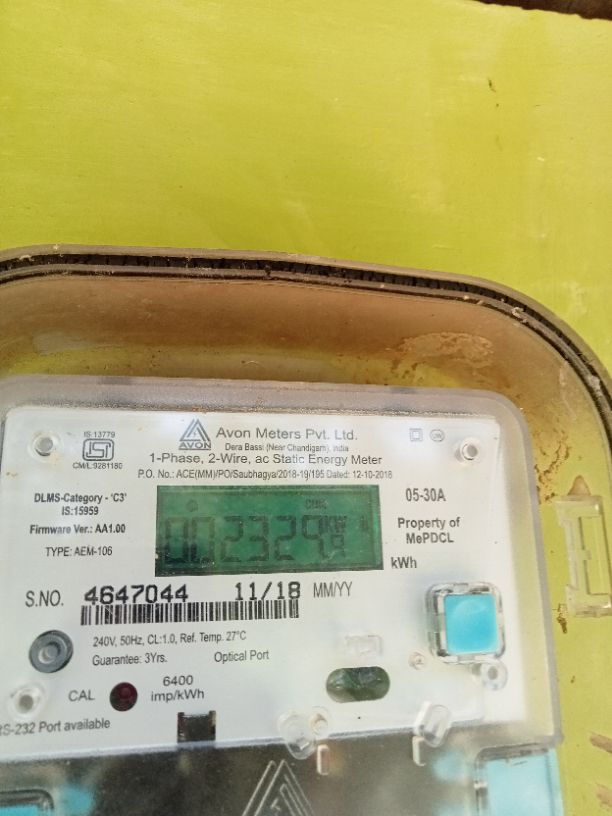 IS:13779
ISI
CM/L:9281180
AVON
Avon Meters Pvt. Ltd.
Dera Bassi (Near Chandigarh), India
1-Phase, 2-Wire, ac Static Energy Meter
P.O. No.: ACE(MM)/PO/Saubhagya/2018-19/195 Dated: 12-10-2018
DLMS-Category - 'C3'
IS:15959
Firmware Ver.: AA1.00
TYPE: AEM-106
CUM
002329.9
kWh
05-30A
Property of
MePDCL
S.NO. 4647044 11/18 MM/YY
240V, 50Hz, CL:1.0, Ref. Temp. 27°C
Guarantee: 3Yrs. Optical Port
CAL 6400
imp/kWh
RS-232 Port available